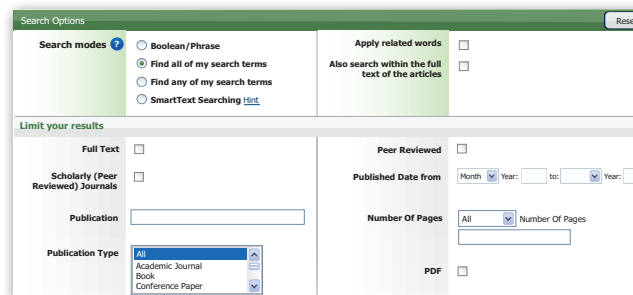 Search Options
Search modes ? Boolean/Phrase
Find all of my search terms
Find any of my search terms
SmartText Searching Hint
Apply related words
Also search within the full
text of the articles
Limit your results
Full Text
Scholarly (Peer
Reviewed) Journals
Publication
Publication Type
All
Academic Journal
Book
Conference Paper
Peer Reviewed
Published Date from Month Year: to: Year:
Number Of Pages All Number Of Pages
PDF